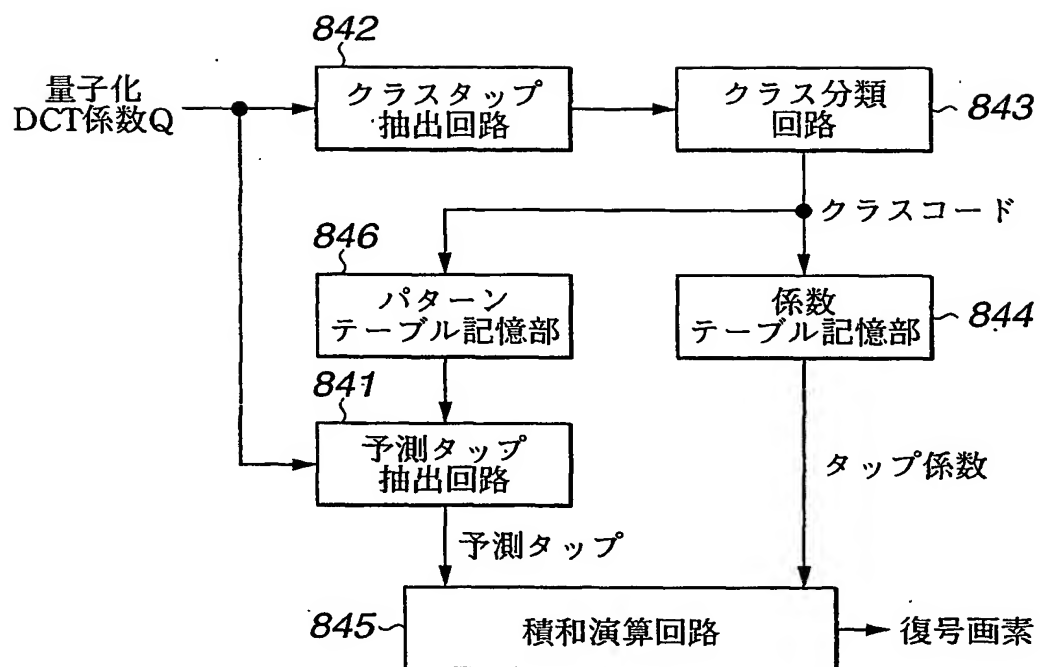 842
量子化
DCT係数Q
クラスタップ
抽出回路
クラス分類
回路
843
クラスコード
846
パターン
テーブル記憶部
係数
テーブル記憶部
844
841
予測タップ
抽出回路
タップ係数
予測タップ
845
積和演算回路
復号画素